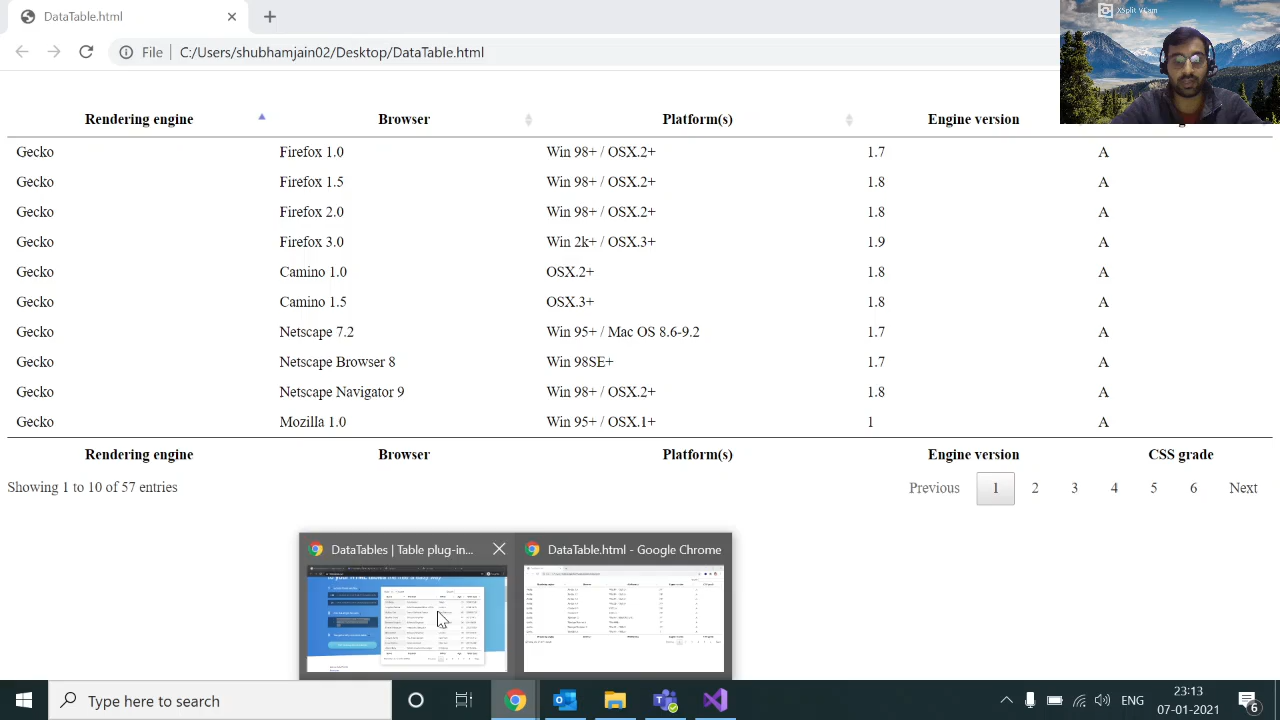 DataTable.html
XSplit VCam
File C:/Users/shubhamjain02/Desktop/DataTable.html
Rendering engine Browser Platform(s) Engine version
Gecko Firefox 1.0 Win 98+ / OSX.2+ 1.7 A
Gecko Firefox 1.5 Win 98+ / OSX.2+ 1.8 A
Gecko Firefox 2.0 Win 98+ / OSX.2+ 1.8 A
Gecko Firefox 3.0 Win 2k+ / OSX.3+ 1.9 A
Gecko Camino 1.0 OSX.2+ 1.8 A
Gecko Camino 1.5 OSX.3+ 1.8 A
Gecko Netscape 7.2 Win 95+ / Mac OS 8.6-9.2 1.7 A
Gecko Netscape Browser 8 Win 98SE+ 1.7 A
Gecko Netscape Navigator 9 Win 98+ / OSX.2+ 1.8 A
Gecko Mozilla 1.0 Win 95+ / OSX.1+ 1 A
Rendering engine Browser Platform(s) Engine version CSS grade
Showing 1 to 10 of 57 entries Previous 1 2 3 4 5 6 Next
DataTables | Table plug-in... DataTable.html - Google Chrome
Type here to search
ENG
23:13
07-01-2021
6